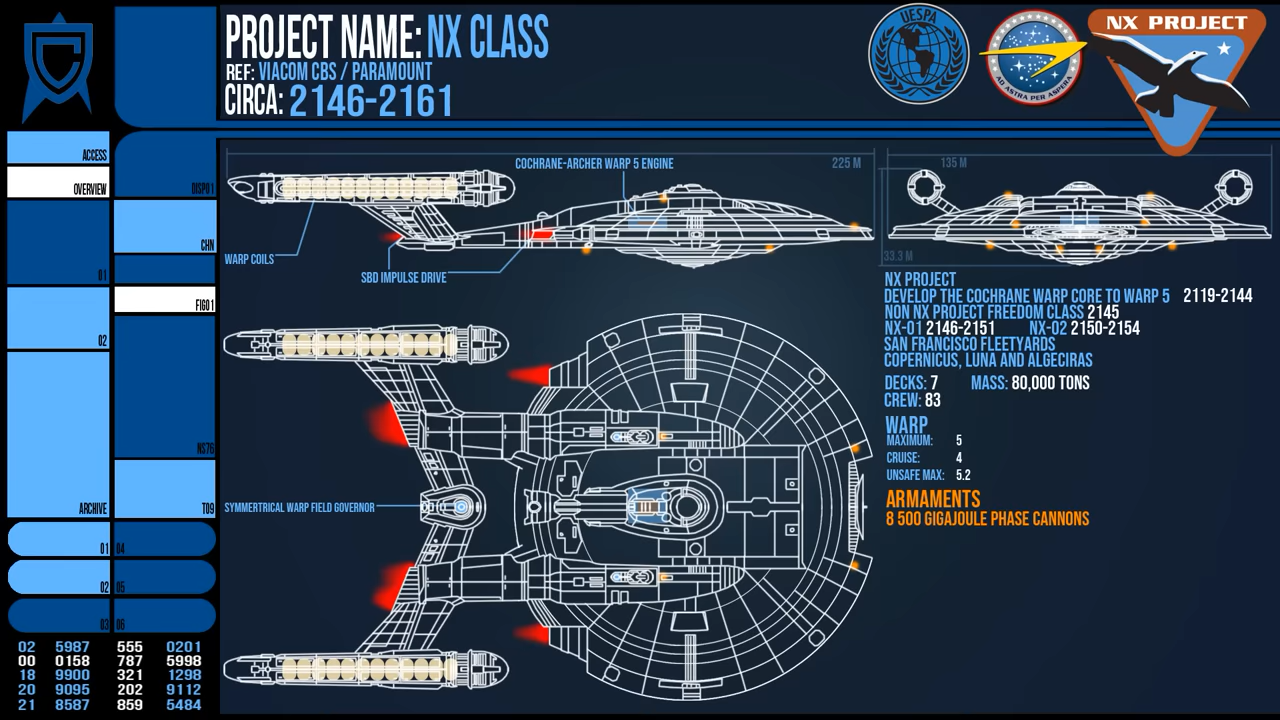 PROJECT NAME: NX CLASS
REF: VIACOM CBS / PARAMOUNT
CIRCA: 2146-2161
UESPA
AD ASTRA PER ASPERA
NX PROJECT
ACCESS
OVERVIEW
01
02
ARCHIVE
DISPO1
CHN
FIG01
NS76
T09
01 04
02 05
03 06
02 5987 555 0201
00 0158 787 5998
18 9900 321 1298
20 9095 202 9112
21 8587 859 5484
COCHRANE-ARCHER WARP 5 ENGINE
225 M
135 M
33.3 M
WARP COILS
SBD IMPULSE DRIVE
SYMMERTRICAL WARP FIELD GOVERNOR
NX PROJECT
DEVELOP THE COCHRANE WARP CORE TO WARP 5 2119-2144
NON NX PROJECT FREEDOM CLASS 2145
NX-01 2146-2151 NX-02 2150-2154
SAN FRANCISCO FLEETYARDS
COPERNICUS, LUNA AND ALGECIRAS
DECKS: 7 MASS: 80,000 TONS
CREW: 83
WARP
MAXIMUM: 5
CRUISE: 4
UNSAFE MAX: 5.2
ARMAMENTS
8 500 GIGAJOULE PHASE CANNONS